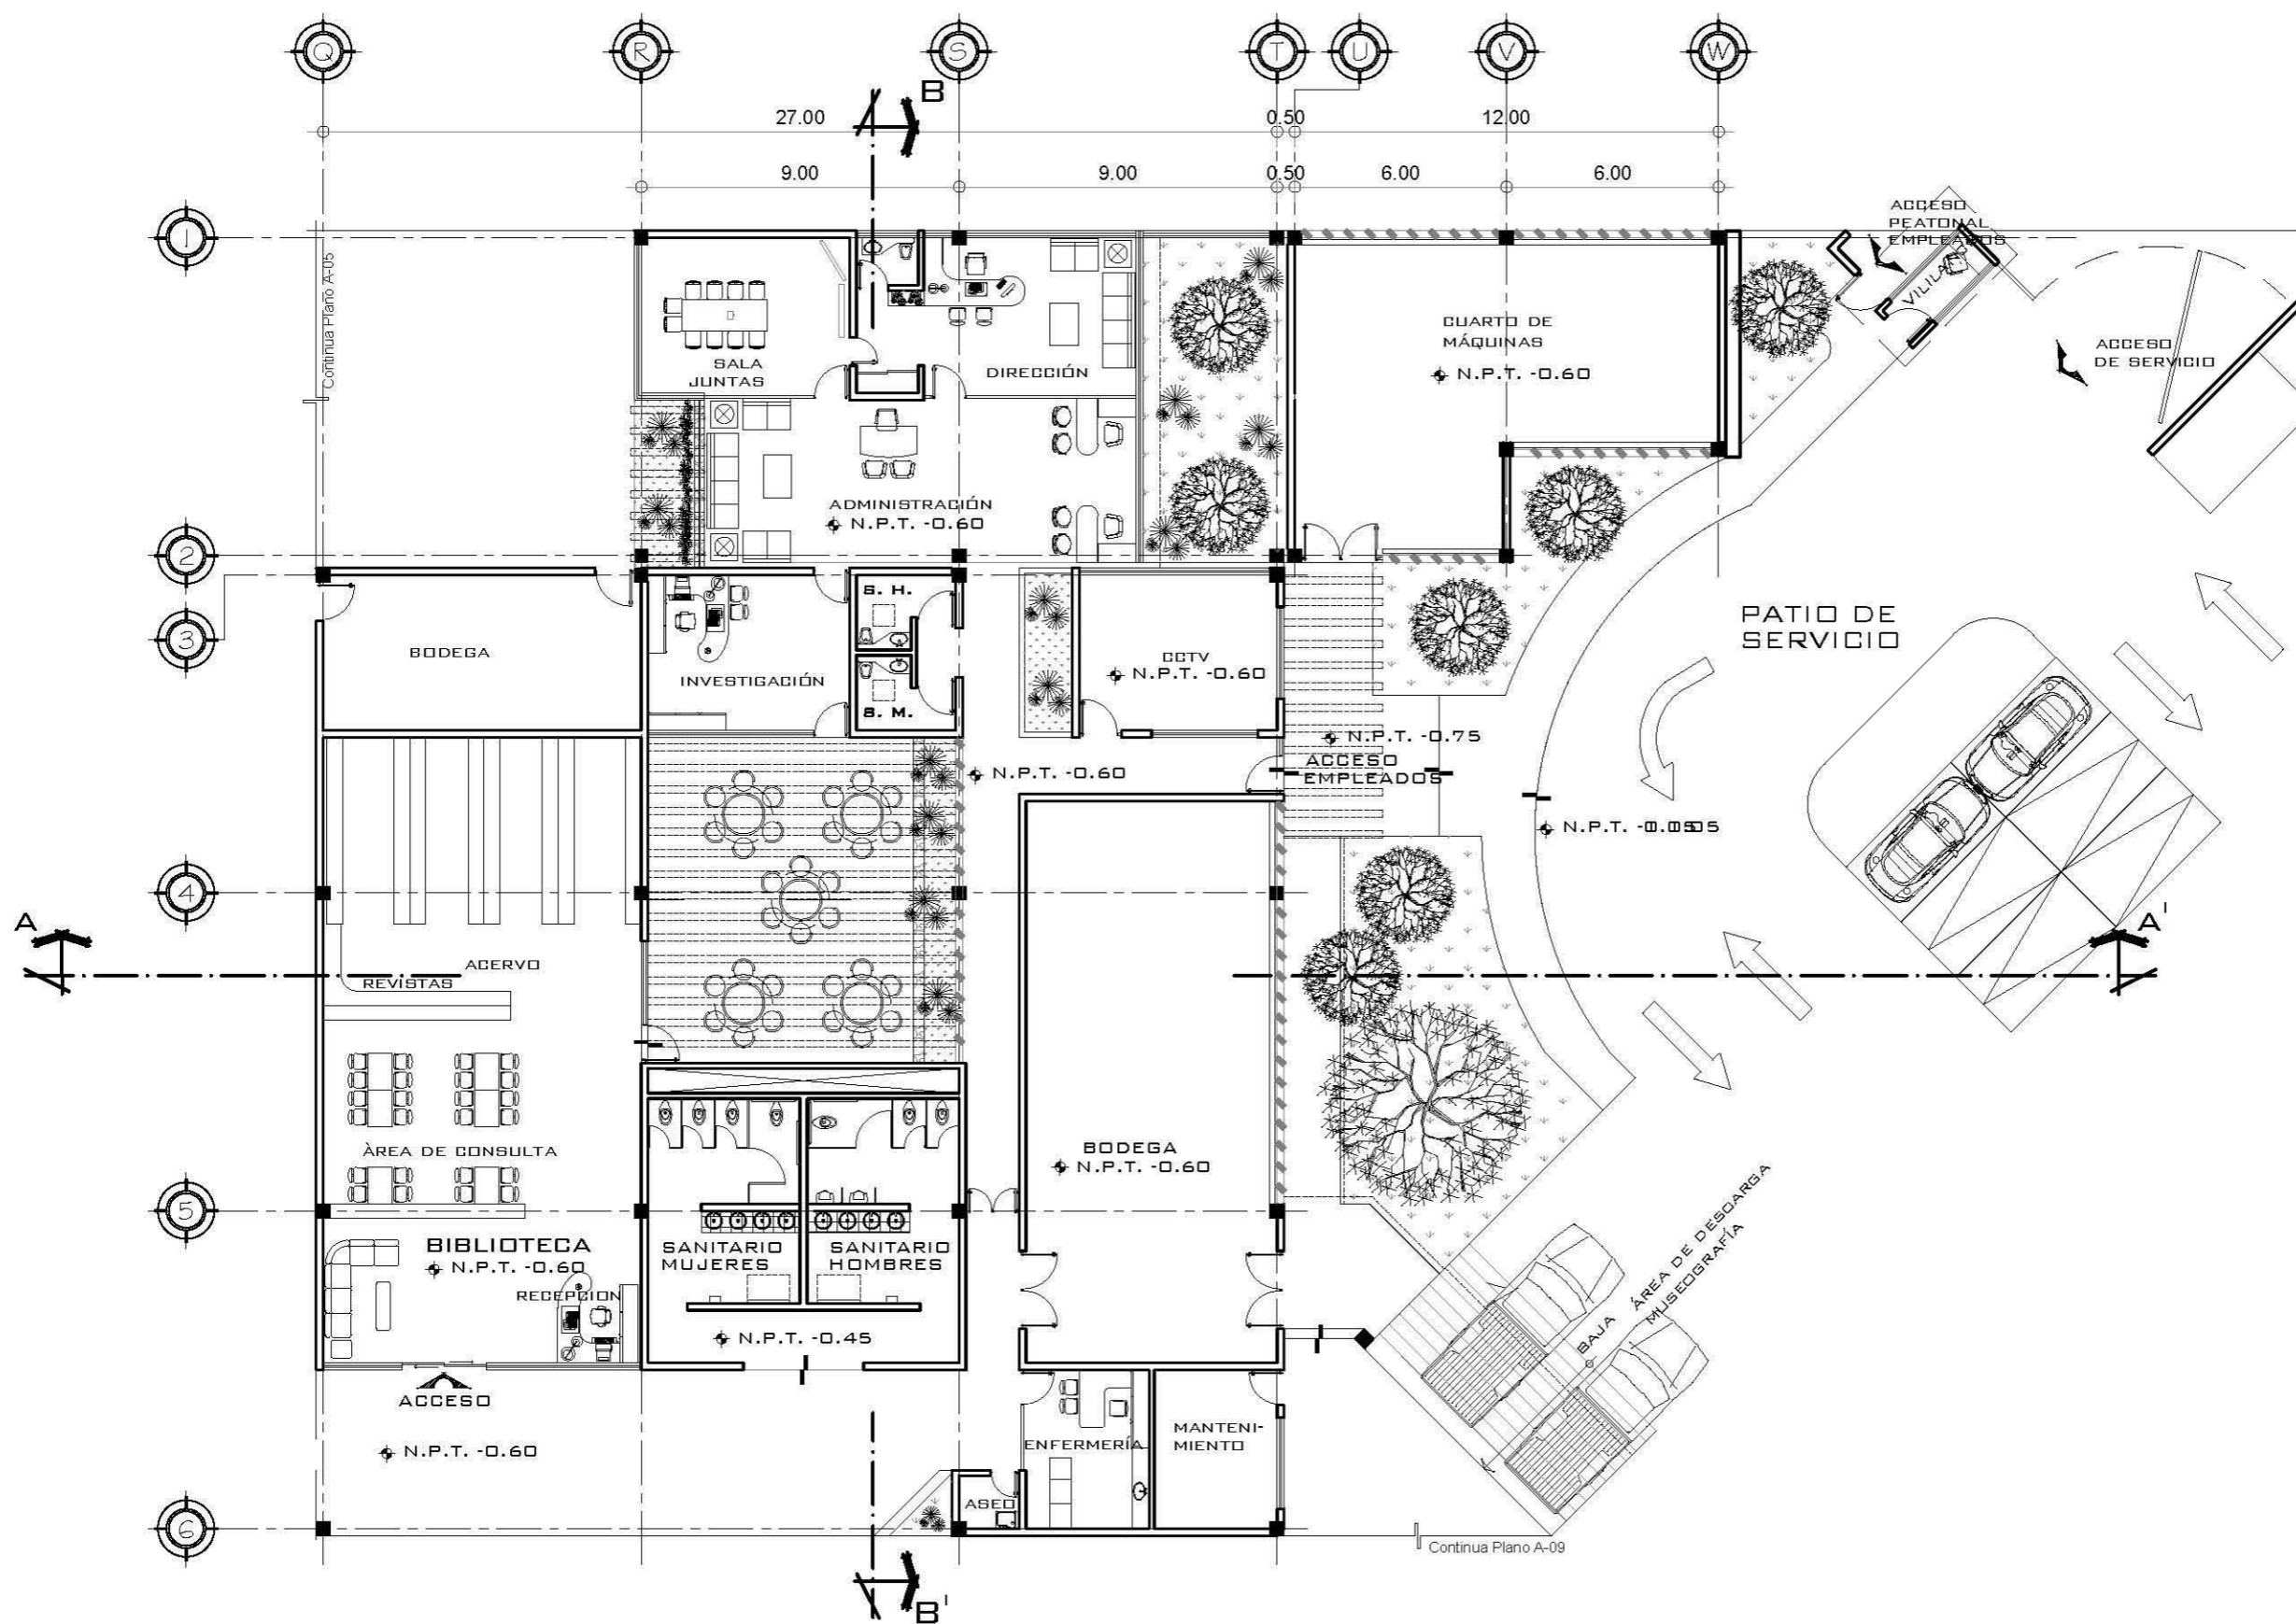 Q
R
S
T
U
V
W
B
27.00
0.50
12.00
9.00
9.00
0.50
6.00
6.00
1
ACCESO
PEATONAL
EMPLEADOS
Continua Plano A-05
CUARTO DE
MÁQUINAS
N.P.T. -0.60
ACCESO
DE SERVICIO
SALA
JUNTAS
DIRECCIÓN
ADMINISTRACIÓN
N.P.T. -0.60
2
3
S. H.
PATIO DE
SERVICIO
BODEGA
INVESTIGACIÓN
CCTV
N.P.T. -0.60
S. M.
N.P.T. -0.75
ACCESO
EMPLEADOS
N.P.T. -0.60
N.P.T.
4
A
A'
ACERVO
REVISTAS
ÀREA DE CONSULTA
BODEGA
N.P.T. -0.60
5
BIBLIOTECA
N.P.T. -0.60
RECEPCION
SANITARIO
MUJERES
SANITARIO
HOMBRES
N.P.T. -0.45
BAJA
ÁREA DE DESCARGA
MUSEOGRAFÍA
ACCESO
N.P.T. -0.60
ENFERMERÍA
MANTENI-
MIENTO
ASEO
6
Continua Plano A-09
B'